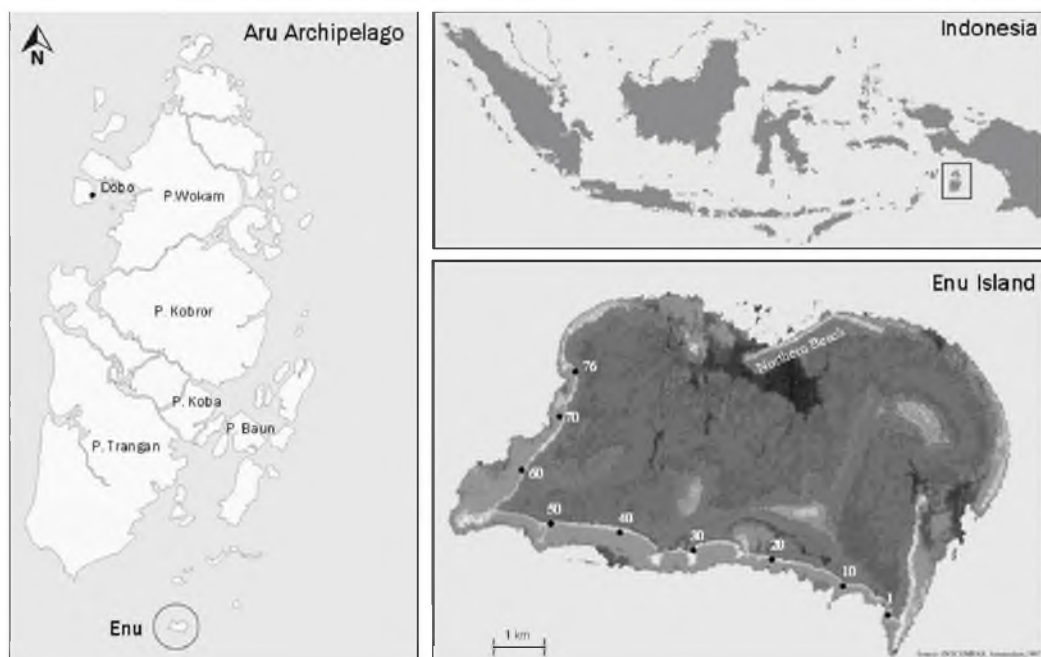 Aru Archipelago
N
Dobo
P.Wokam
P. Kobror
P. Koba
P. Baun
P. Trangan
Enu
Indonesia
Enu Island
Northern Beach
76
70
60
50
40
30
20
10
1
1 km